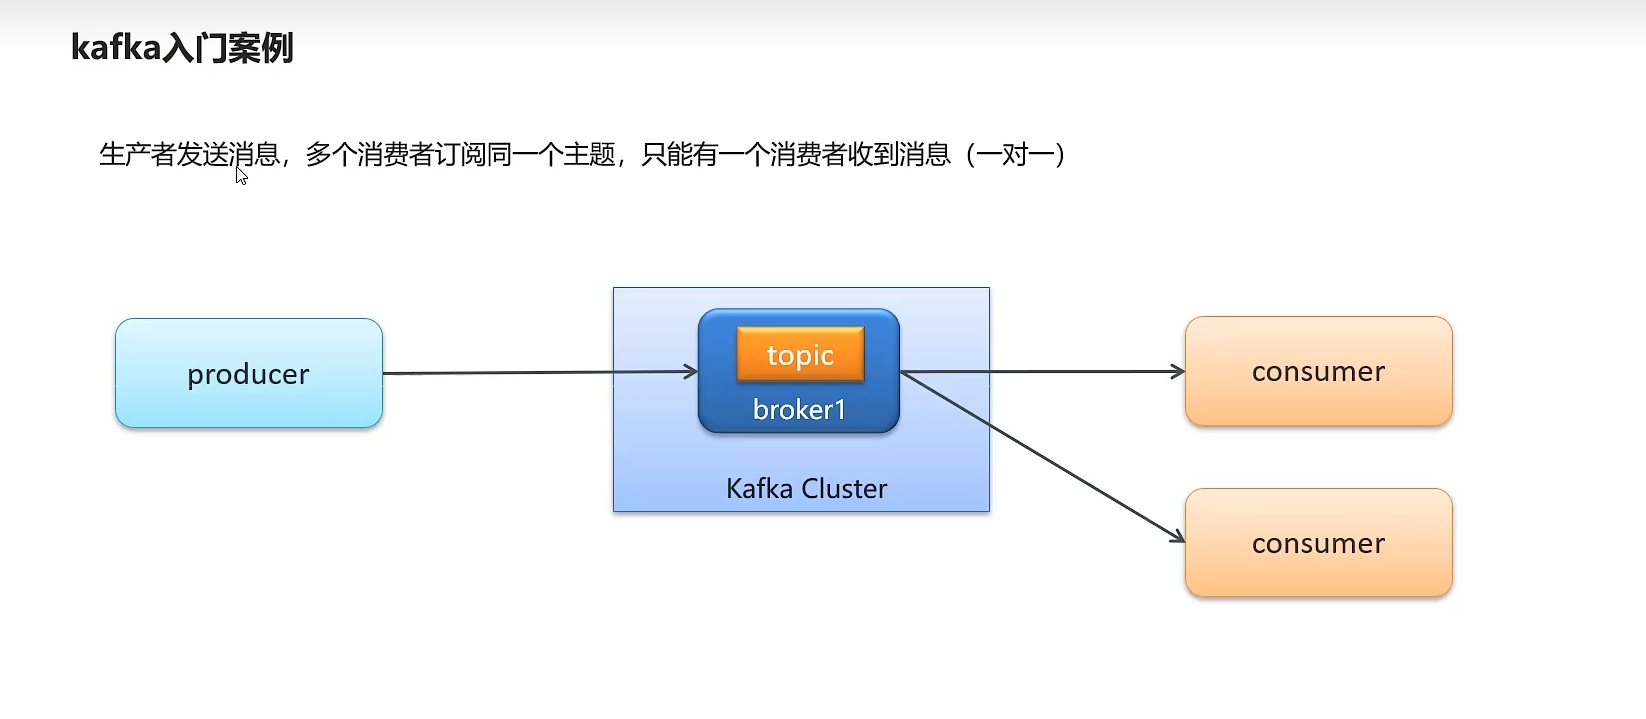 kafka入门案例
生产者发送消息，多个消费者订阅同一个主题，只能有一个消费者收到消息（一对一）
producer
topic
broker1
Kafka Cluster
consumer
consumer